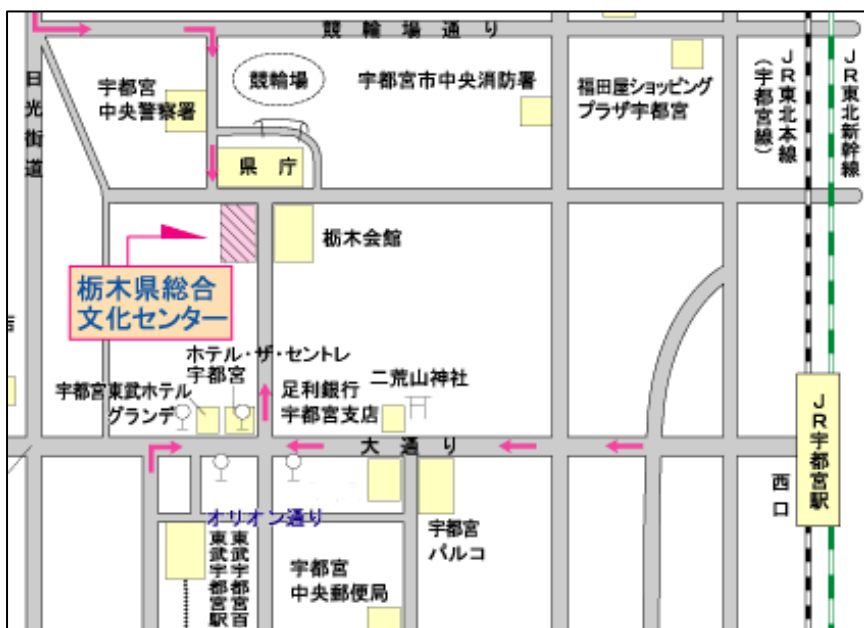 競輪場通り
日光街道
宇都宮
中央警察署
競輪場
宇都宮市中央消防署
福田屋ショッピング
プラザ宇都宮
JR東北本線
(宇都宮線)
JR東北新幹線
県庁
栃木会館
栃木県総合
文化センター
ホテル・ザ・セントレ
宇都宮
宇都宮東武ホテル
グランデ
足利銀行
宇都宮支店
二荒山神社
大通り
JR宇都宮駅
西口
オリオン通り
東武宇都宮百
東武宇都宮駅
宇都宮
パルコ
宇都宮
中央郵便局